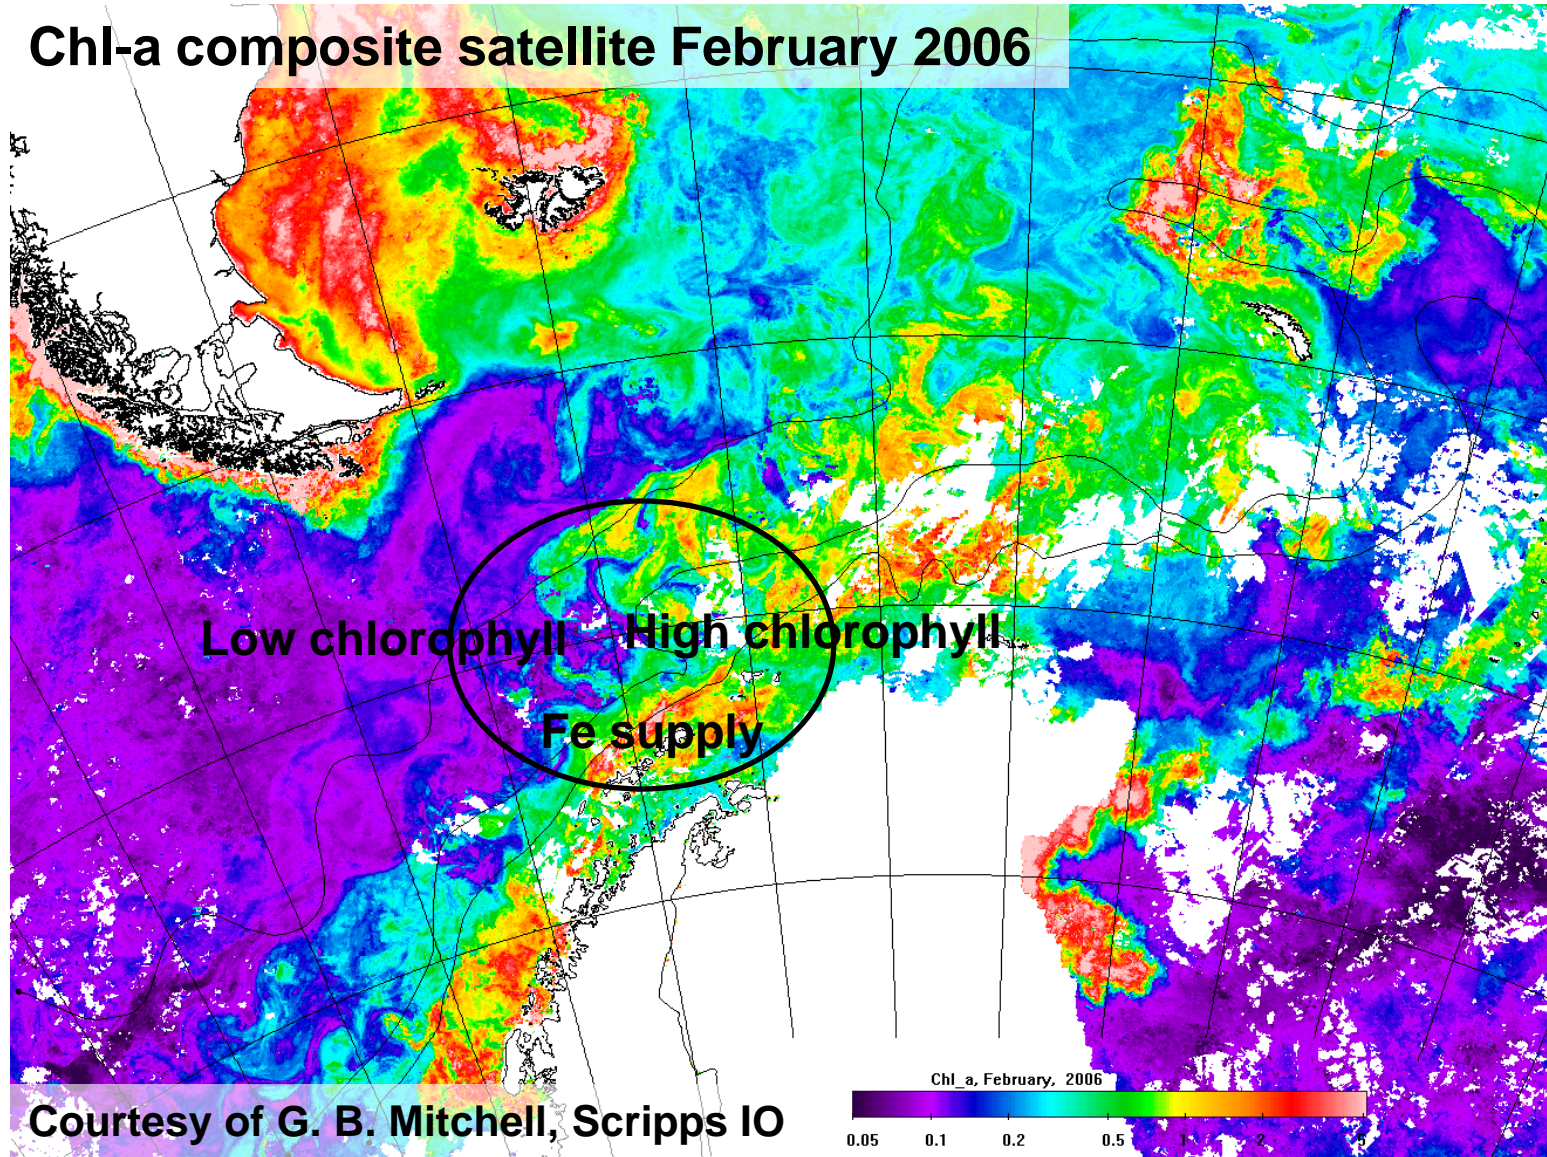 Chl-a composite satellite February 2006
Low chlorophyll
High chlorophyll
Fe supply
Chl_a, February, 2006
0.05 0.1 0.2 0.5 1 2 5
Courtesy of G. B. Mitchell, Scripps IO